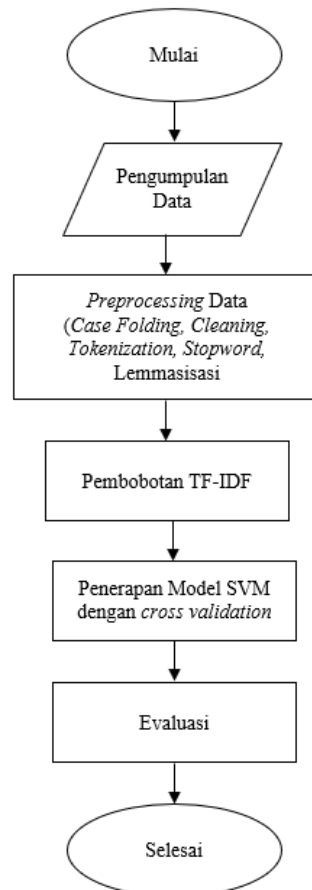 Mulai
Pengumpulan
Data
Preprocessing Data
(Case Folding, Cleaning,
Tokenization, Stopword,
Lemmasisasi
Pembobotan TF-IDF
Penerapan Model SVM
dengan cross validation
Evaluasi
Selesai